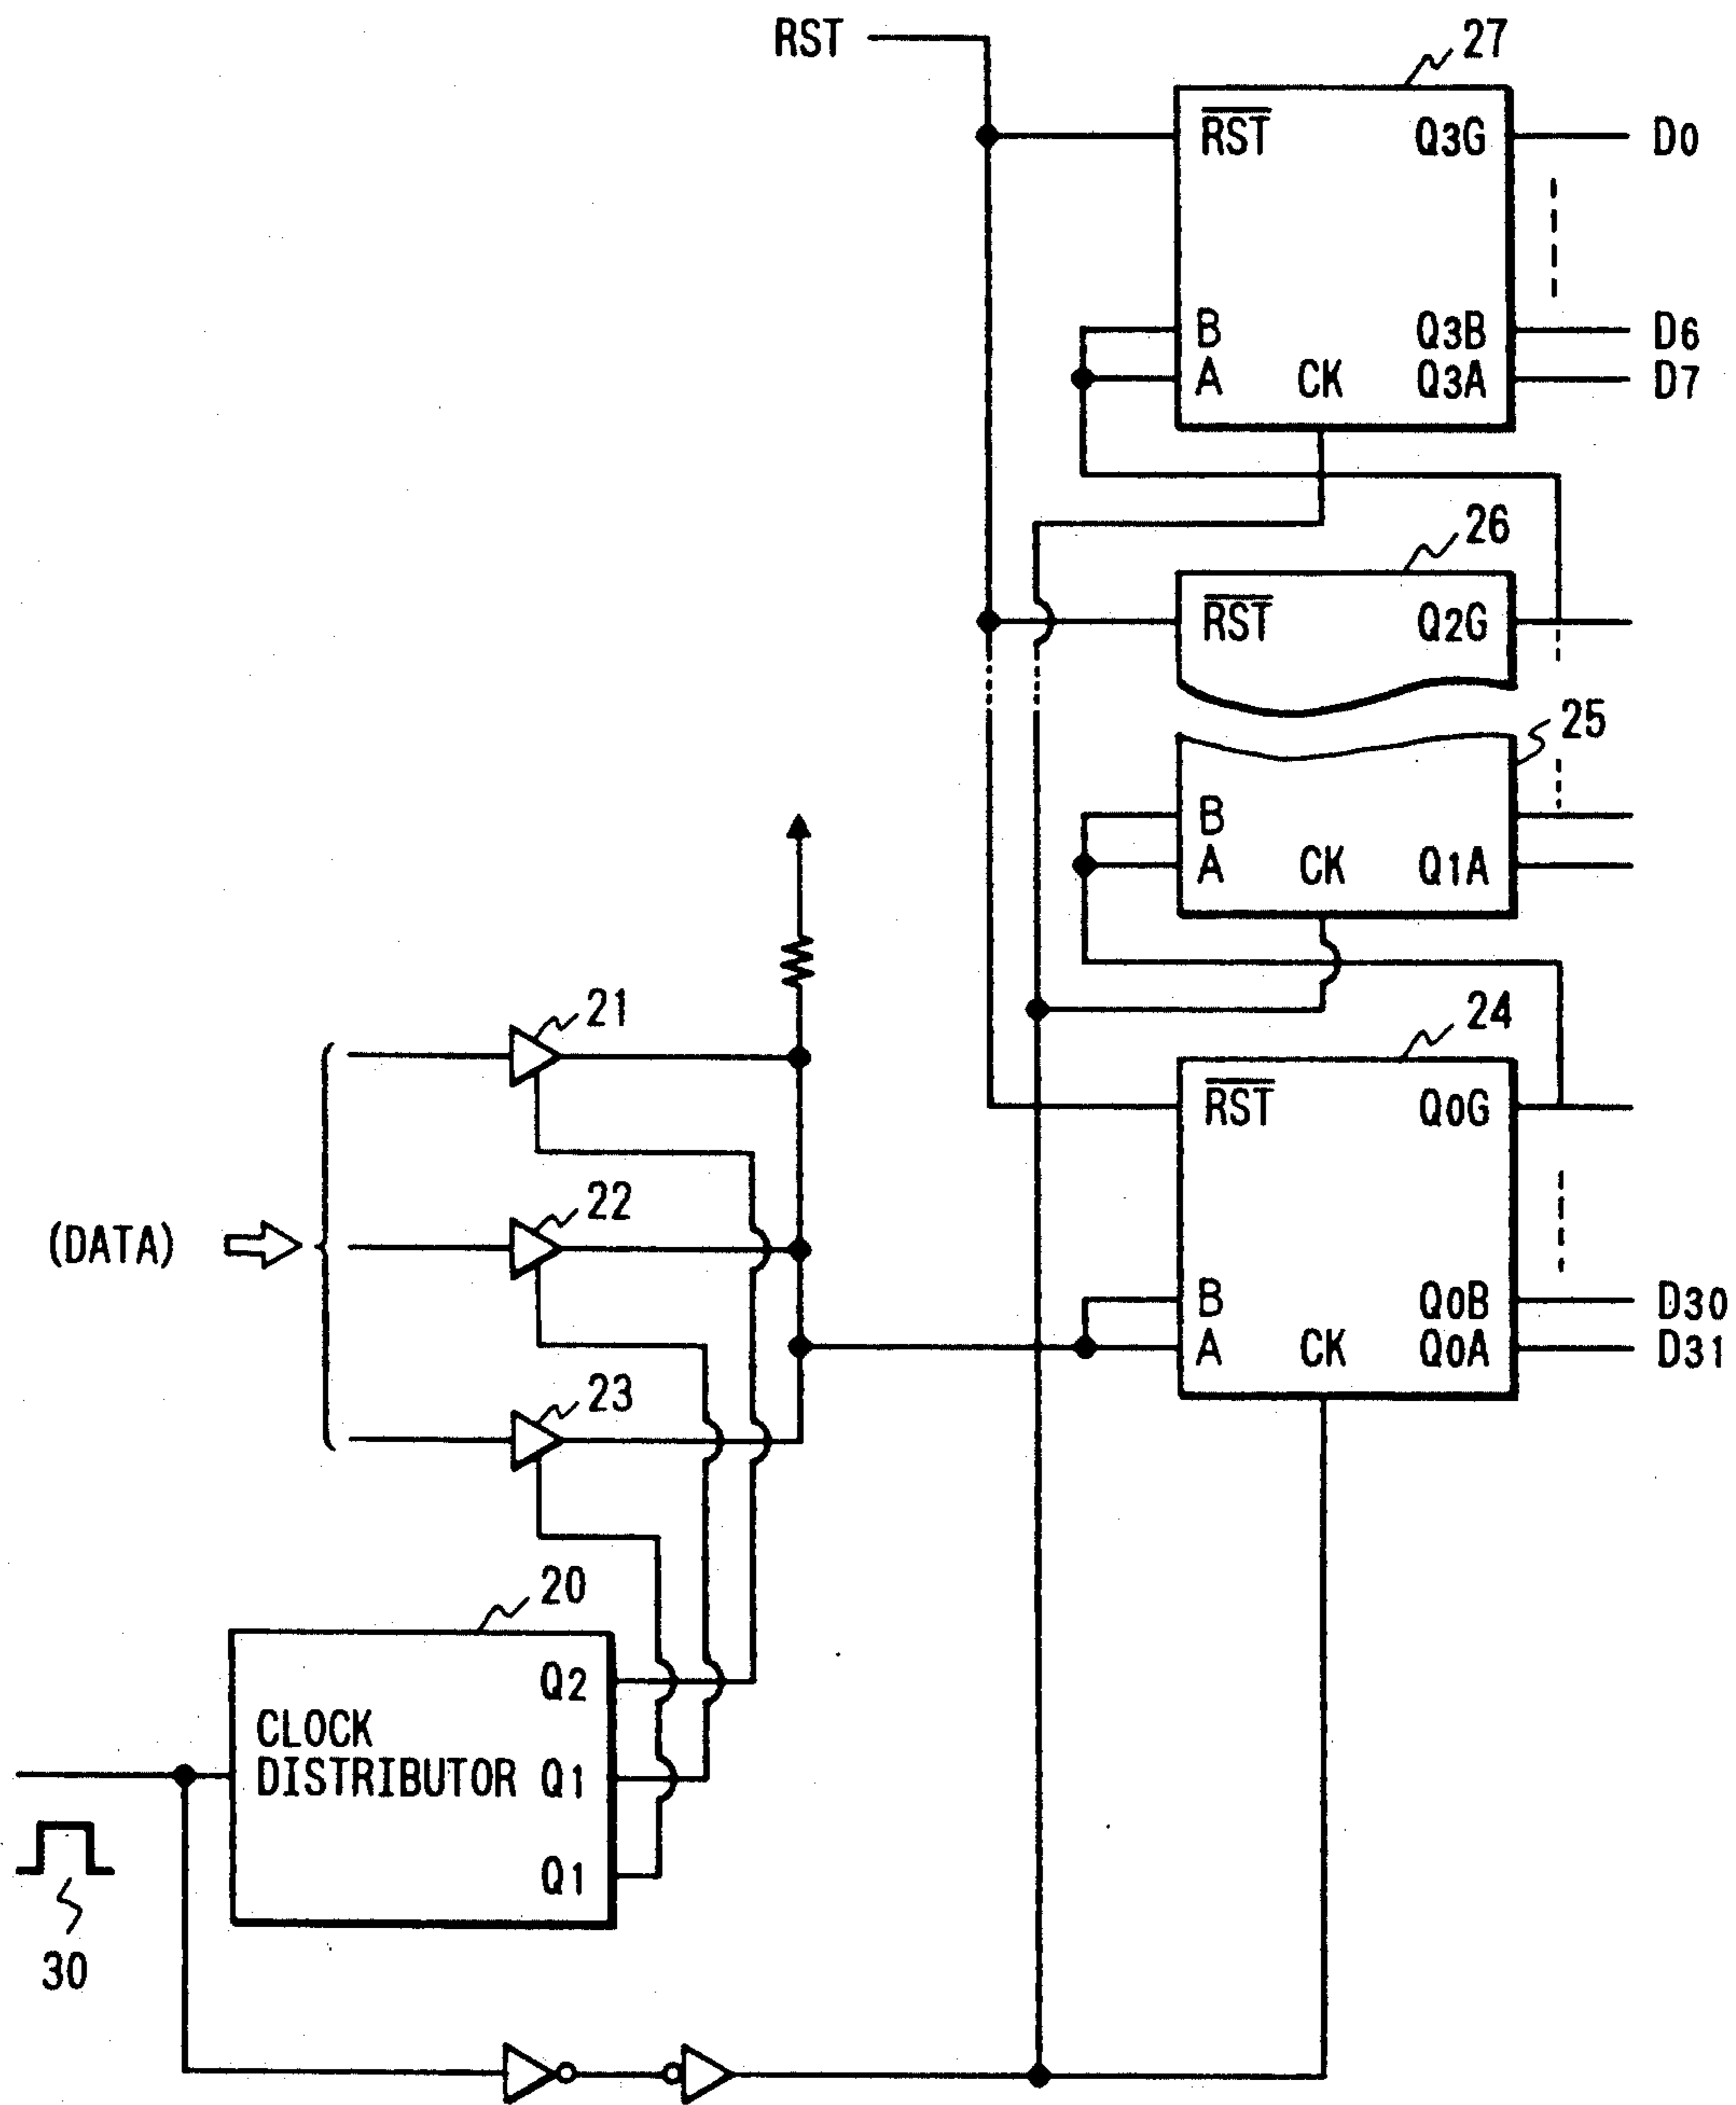 RST
27
RST Q3G D0
B Q3B D6
A CK Q3A D7
26
RST Q2G
25
B
A CK Q1A
24
RST Q0G
B Q0B D30
A CK Q0A D31
21
(DATA)
22
23
20
Q2
CLOCK
DISTRIBUTOR Q1
Q1
30